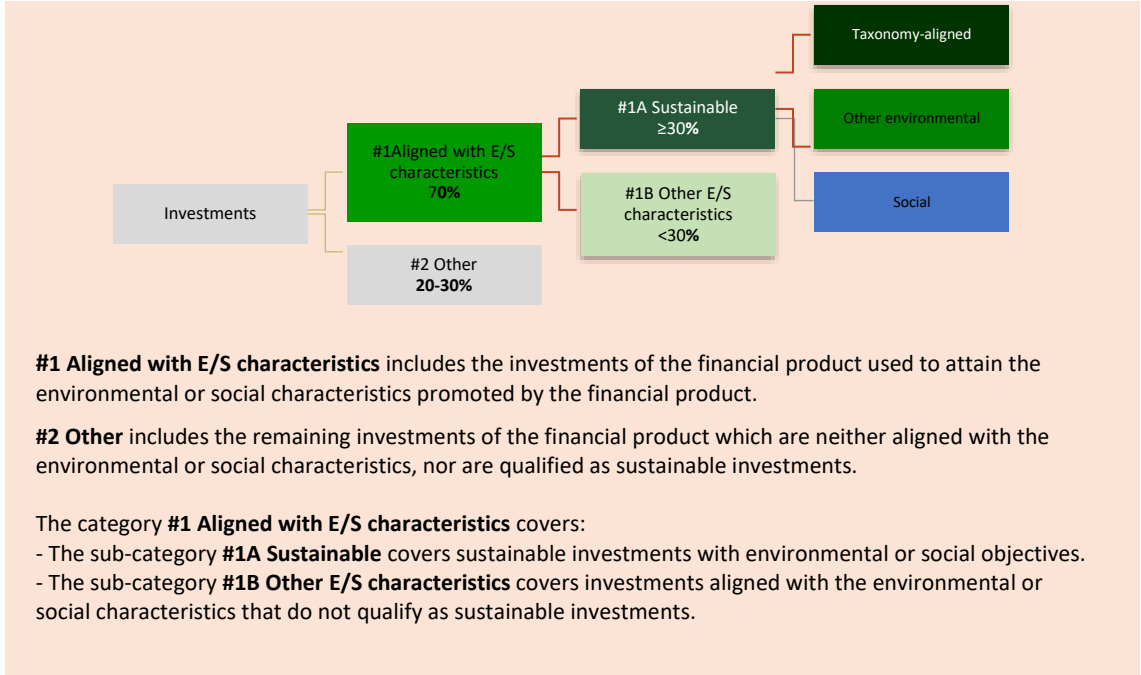 Taxonomy-aligned
#1A Sustainable
≥30%
Other environmental
#1Aligned with E/S
characteristics
70%
#1B Other E/S
characteristics
<30%
Investments
Social
#2 Other
20-30%
#1 Aligned with E/S characteristics includes the investments of the financial product used to attain the
environmental or social characteristics promoted by the financial product.
#2 Other includes the remaining investments of the financial product which are neither aligned with the
environmental or social characteristics, nor are qualified as sustainable investments.
The category #1 Aligned with E/S characteristics covers:
- The sub-category #1A Sustainable covers sustainable investments with environmental or social objectives.
- The sub-category #1B Other E/S characteristics covers investments aligned with the environmental or
social characteristics that do not qualify as sustainable investments.